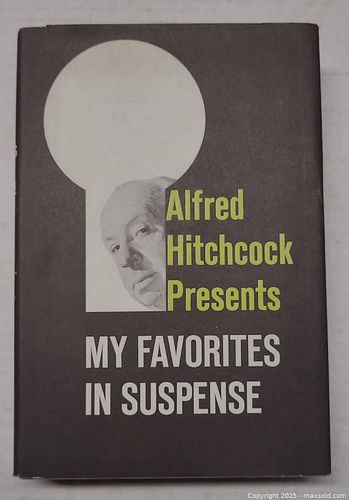 Alfred
Hitchcock
Presents
MY FAVORITES
IN SUSPENSE
Copyright 2025 - maxsold.com